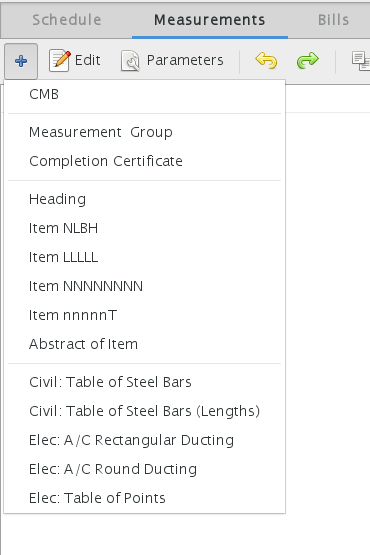 Schedule Measurements Bills
Edit Parameters
CMB
Measurement Group
Completion Certificate
Heading
Item NLBH
Item LLLLL
Item NNNNNNNN
Item nnnnnT
Abstract of Item
Civil: Table of Steel Bars
Civil: Table of Steel Bars (Lengths)
Elec: A/C Rectangular Ducting
Elec: A/C Round Ducting
Elec: Table of Points